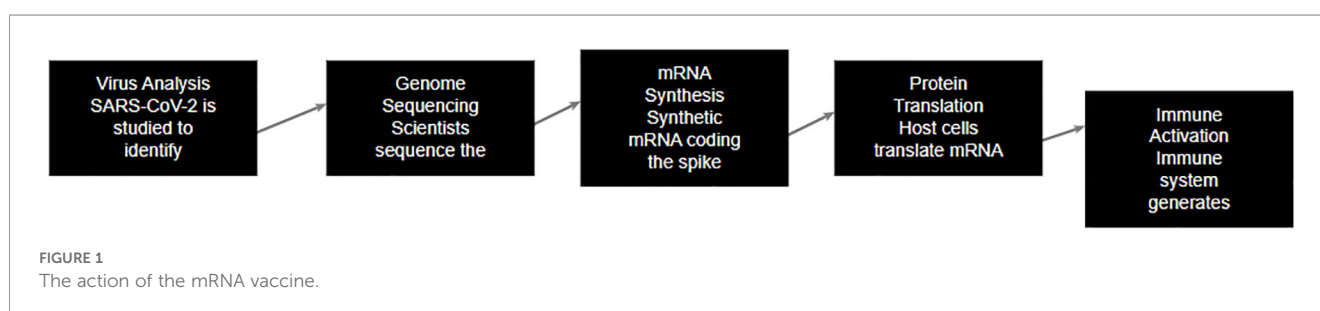 Virus Analysis
SARS-CoV-2 is
studied to
identify
Genome
Sequencing
Scientists
sequence the
mRNA
Synthesis
Synthetic
mRNA coding
the spike
Protein
Translation
Host cells
translate mRNA
Immune
Activation
Immune
system
generates
FIGURE 1
The action of the mRNA vaccine.